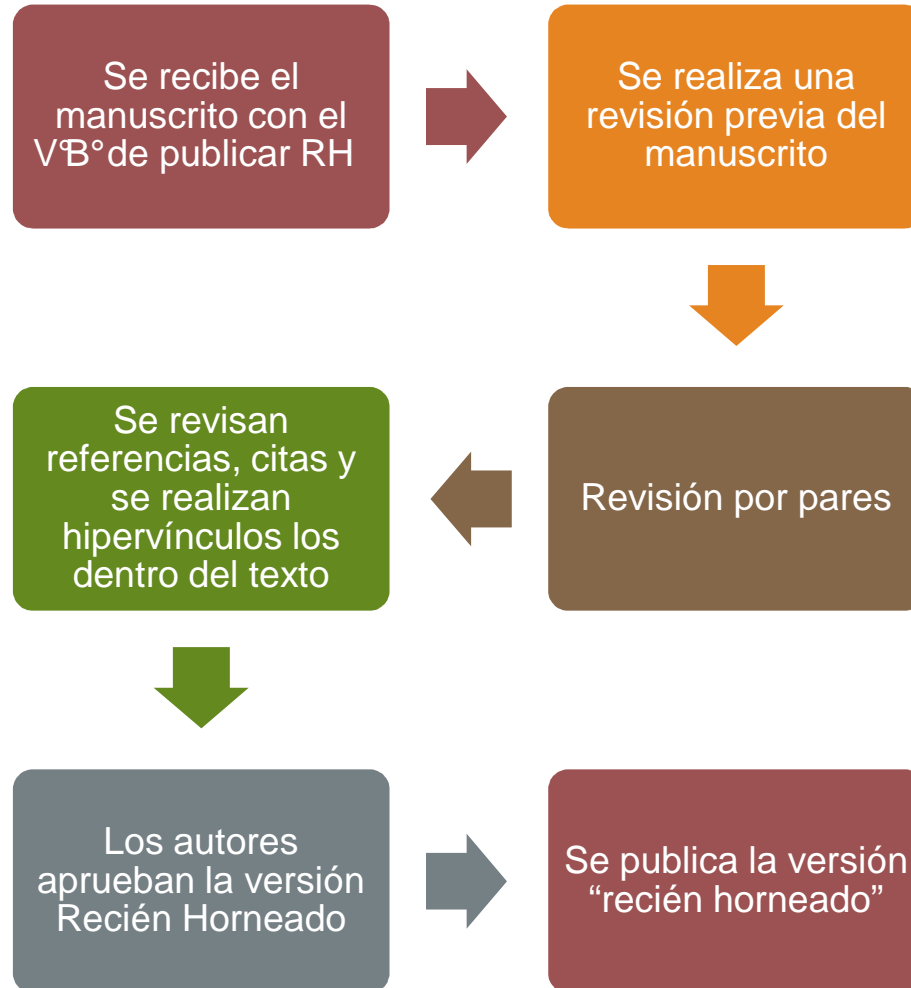 Se recibe el
manuscrito con el
V°B° de publicar RH
Se realiza una
revisión previa del
manuscrito
Revisión por pares
Se revisan
referencias, citas y
se realizan
hipervínculos los
dentro del texto
Los autores
aprueban la versión
Recién Horneado
Se publica la versión
“recién horneado”